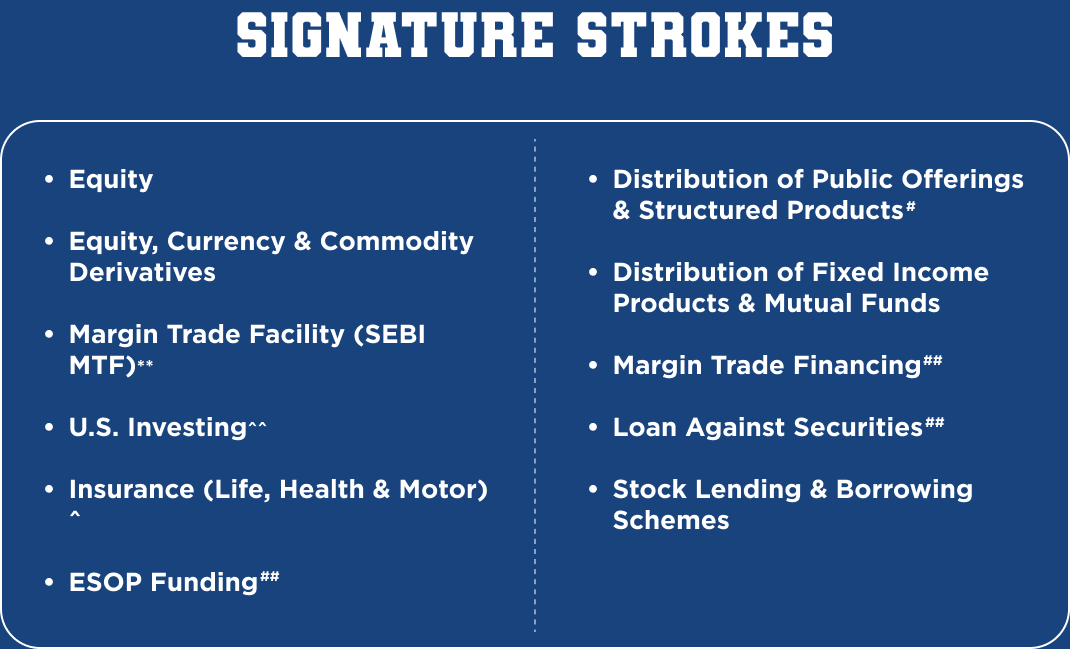 SIGNATURE STROKES
• Equity
• Equity, Currency & Commodity
Derivatives
• Margin Trade Facility (SEBI
MTF)**
• U.S. Investing^^
• Insurance (Life, Health & Motor)
^
• ESOP Funding##
• Distribution of Public Offerings
& Structured Products#
• Distribution of Fixed Income
Products & Mutual Funds
• Margin Trade Financing##
• Loan Against Securities##
• Stock Lending & Borrowing
Schemes